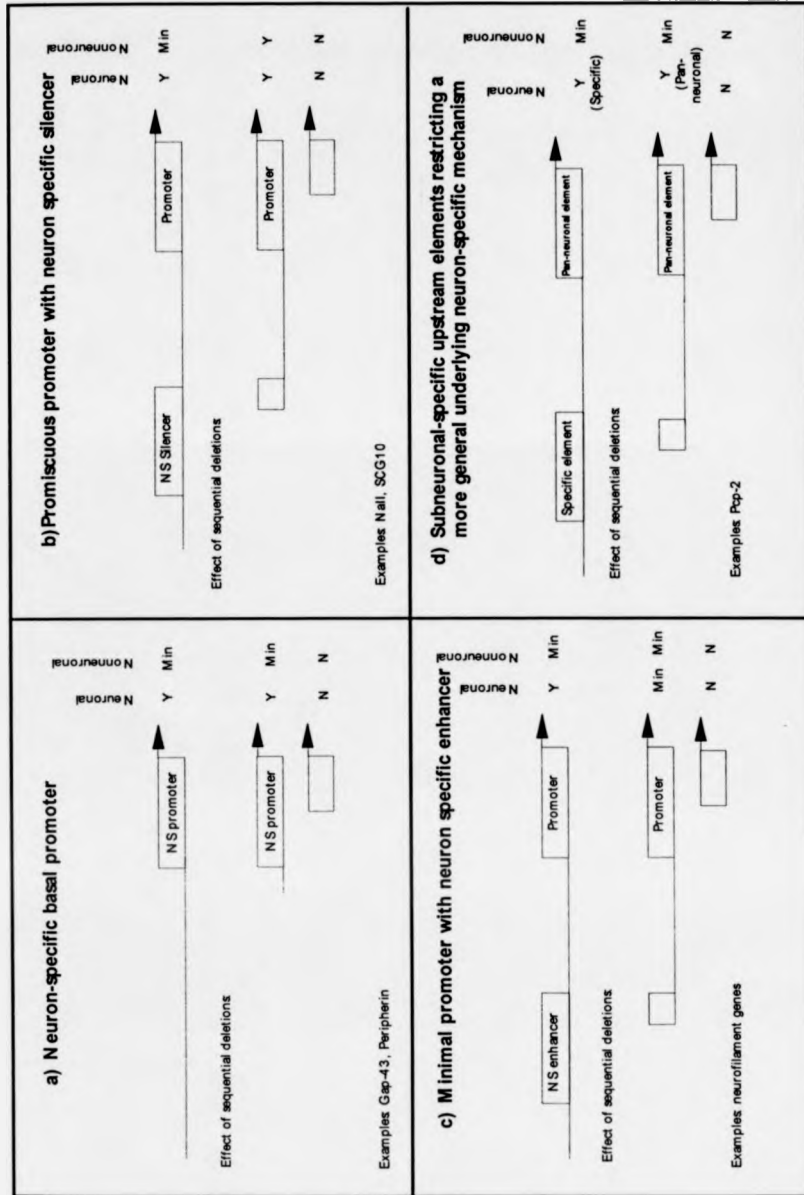 a) Neuron-specific basal promoter
Neuronal
Nonneuronal
NS promoter
Y Min
Effect of sequential deletions:
NS promoter
Y Min
N N
Examples: Gap-43, Peripherin
b)Promiscuous promoter with neuron specific silencer
Neuronal
Nonneuronal
NS Silencer
Promoter
Y Min
Effect of sequential deletions:
Promoter
Y Y
N N
Examples: NaII, SCG10
c) Minimal promoter with neuron specific enhancer
Neuronal
Nonneuronal
NS enhancer
Promoter
Y Min
Effect of sequential deletions:
Promoter
Min Min
N N
Examples: neurofilament genes
d) Subneuronal-specific upstream elements restricting a
more general underlying neuron-specific mechanism
Neuronal
Nonneuronal
Specific element
Pan-neuronal element
Y Min
(Specific)
Effect of sequential deletions:
Pan-neuronal element
Y Min
(Pan-
neuronal)
N N
Examples: Pcp-2